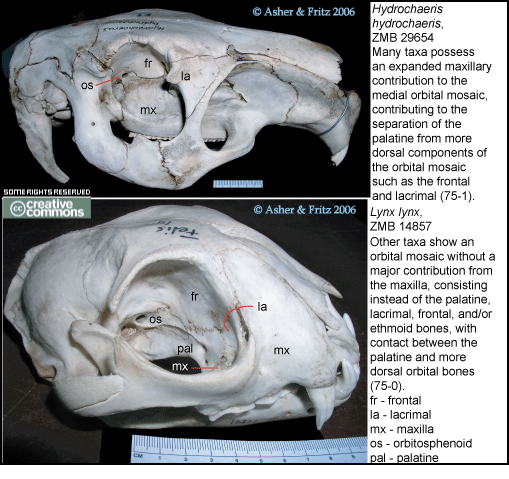 © Asher & Fritz 2006
fr
la
os
mx
SOME RIGHTS RESERVED
Hydrochaeris
hydrochaeris,
ZMB 29654
Many taxa possess
an expanded maxillary
contribution to the
medial orbital mosaic,
contributing to the
separation of the
palatine from more
dorsal components of
the orbital mosaic
such as the frontal
and lacrimal (75-1).
cc creative
commons
© Asher & Fritz 2006
Felis
fr
la
os
pal
mx
mx
CM 1 2 3 4 5 6 7 8 9
Lynx lynx,
ZMB 14857
Other taxa show an
orbital mosaic without a
major contribution from
the maxilla, consisting
instead of the palatine,
lacrimal, frontal, and/or
ethmoid bones, with
contact between the
palatine and more
dorsal orbital bones
(75-0).
fr - frontal
la - lacrimal
mx - maxilla
os - orbitosphenoid
pal - palatine